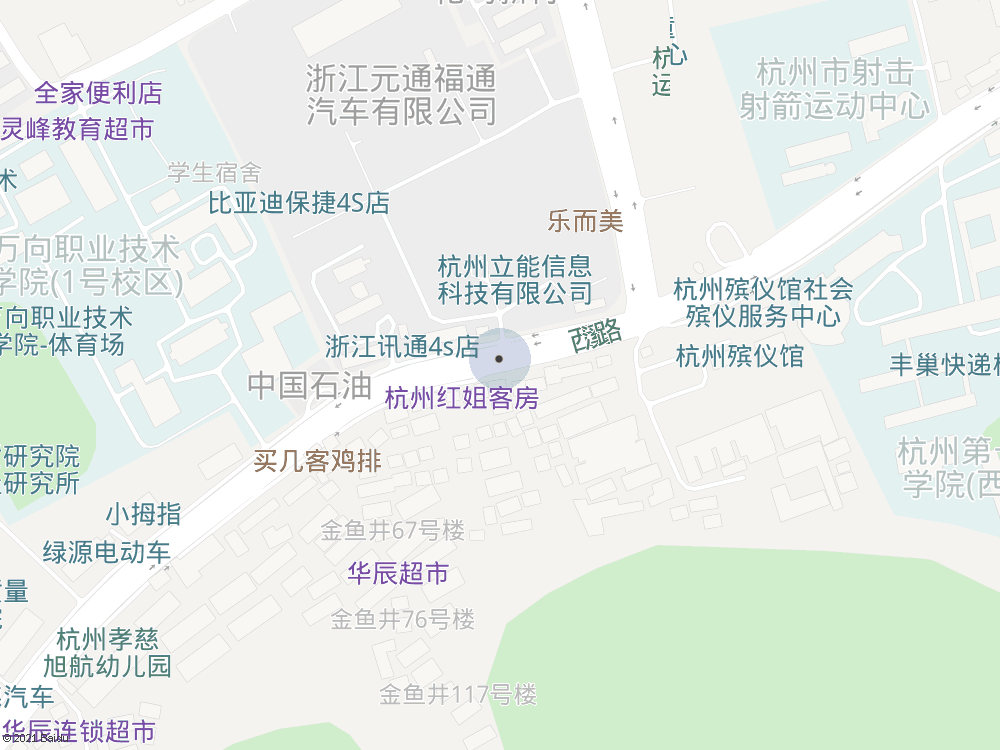 浙江元通福通
汽车有限公司
杭州市射击
射箭运动中心
全家便利店
灵峰教育超市
学生宿舍
比亚迪保捷4S店
乐而美
万向职业技术
学院(1号校区)
杭州立能信息
科技有限公司
杭州殡仪馆社会
殡仪服务中心
向职业技术
学院-体育场
浙江讯通4s店
西溪路
杭州殡仪馆
丰巢快递柜
中国石油
杭州红姐客房
买几客鸡排
研究院
研究所
杭州第
学院(西
小拇指
金鱼井67号楼
绿源电动车
华辰超市
金鱼井76号楼
杭州孝慈
旭航幼儿园
金鱼井117号楼
汽车
华辰连锁超市
© 2021 Baidu